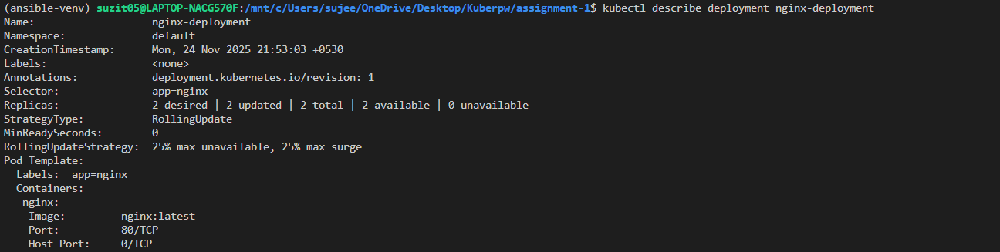 (ansible-venv) suzit05@LAPTOP-NACG570F:/mnt/c/Users/sujee/OneDrive/Desktop/Kuberpw/assignment-1$ kubectl describe deployment nginx-deployment
Name:                   nginx-deployment
Namespace:              default
CreationTimestamp:      Mon, 24 Nov 2025 21:53:03 +0530
Labels:                 <none>
Annotations:            deployment.kubernetes.io/revision: 1
Selector:               app=nginx
Replicas:               2 desired | 2 updated | 2 total | 2 available | 0 unavailable
StrategyType:           RollingUpdate
MinReadySeconds:        0
RollingUpdateStrategy:  25% max unavailable, 25% max surge
Pod Template:
  Labels:  app=nginx
  Containers:
   nginx:
    Image:         nginx:latest
    Port:          80/TCP
    Host Port:     0/TCP